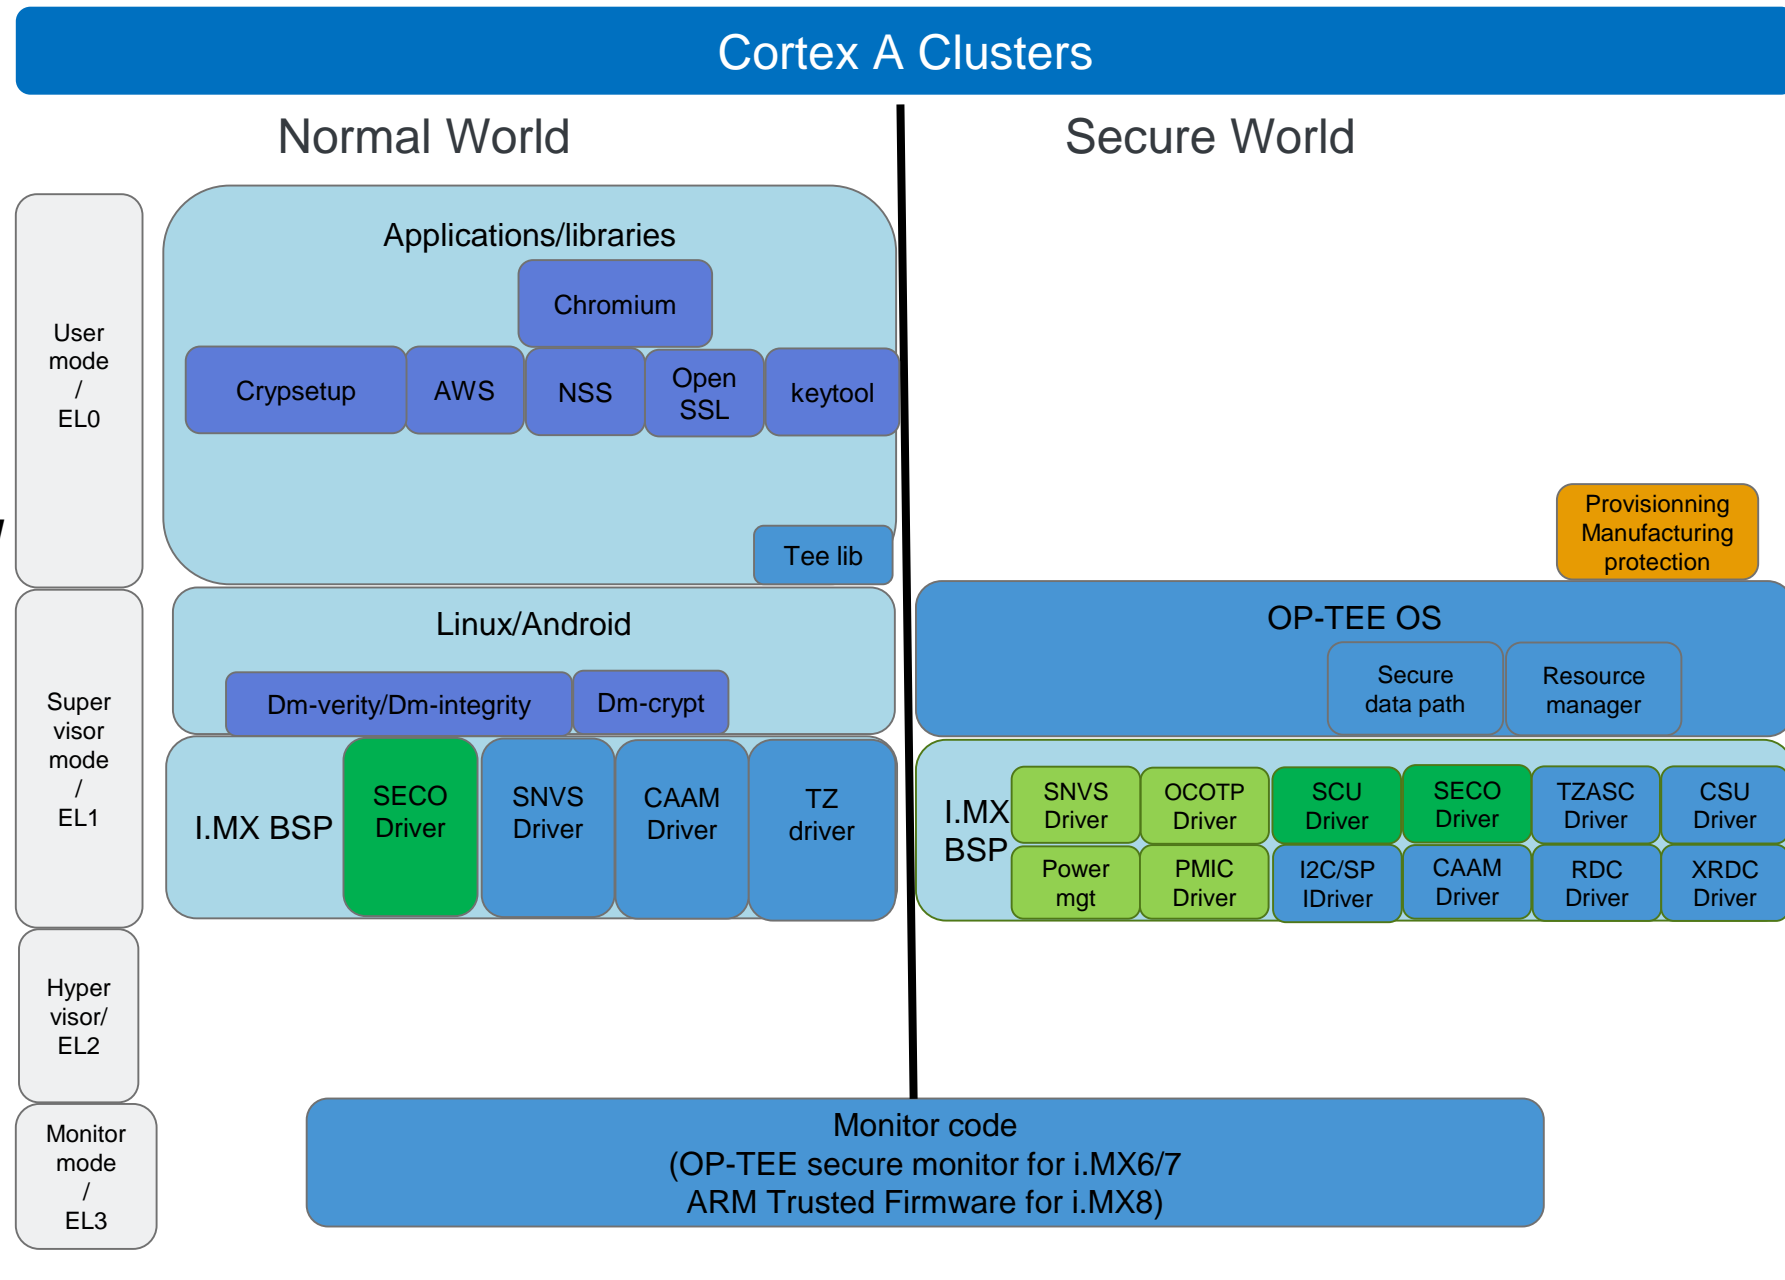 Cortex A Clusters
Normal World
Secure World
User
mode
/
EL0
Applications/libraries
Chromium
Crypsetup
AWS
NSS
Open
SSL
keytool
Tee lib
Provisionning
Manufacturing
protection
Super
visor
mode
/
EL1
Linux/Android
Dm-verity/Dm-integrity
Dm-crypt
OP-TEE OS
Secure
data path
Resource
manager
I.MX BSP
SECO
Driver
SNVS
Driver
CAAM
Driver
TZ
driver
I.MX
BSP
SNVS
Driver
OCOTP
Driver
SCU
Driver
SECO
Driver
TZASC
Driver
CSU
Driver
Power
mgt
PMIC
Driver
I2C/SP
IDriver
CAAM
Driver
RDC
Driver
XRDC
Driver
Hyper
visor/
EL2
Monitor
mode
/
EL3
Monitor code
(OP-TEE secure monitor for i.MX6/7
ARM Trusted Firmware for i.MX8)